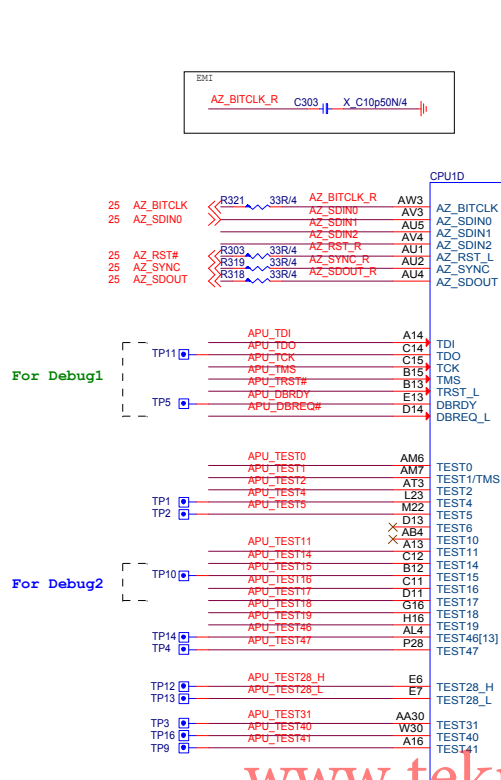 EMI
AZ_BITCLK_R C303 X_C10p50N/4
CPU1D
25 AZ_BITCLK R321 33R/4 AZ_BITCLK_R AW3 AZ_BITCLK
25 AZ_SDIN0 AZ_SDIN0 AV3 AZ_SDIN0
AZ_SDIN1 AU5 AZ_SDIN1
AZ_SDIN2 AV4 AZ_SDIN2
25 AZ_RST# R303 33R/4 AZ_RST_R AU1 AZ_RST_L
25 AZ_SYNC R319 33R/4 AZ_SYNC_R AU2 AZ_SYNC
25 AZ_SDOUT R318 33R/4 AZ_SDOUT_R AU4 AZ_SDOUT
APU_TDI A14 TDI
TP11 APU_TDO C14 TDO
APU_TCK C15 TCK
For Debug1 APU_TMS B15 TMS
APU_TRST# B13 TRST_L
TP5 APU_DBRDY E13 DBRDY
APU_DBREQ# D14 DBREQ_L
APU_TEST0 AM6 TEST0
APU_TEST1 AM7 TEST1/TMS
APU_TEST2 AT3 TEST2
TP1 APU_TEST4 L23 TEST4
TP2 APU_TEST5 M22 TEST5
D13 TEST6
AB4 TEST10
APU_TEST11 A13 TEST11
APU_TEST14 C12 TEST14
TP10 APU_TEST15 B12 TEST15
For Debug2 APU_TEST16 C11 TEST16
APU_TEST17 D11 TEST17
APU_TEST18 G16 TEST18
APU_TEST19 H16 TEST19
TP14 APU_TEST46 AL4 TEST46[13]
TP4 APU_TEST47 P28 TEST47
TP12 APU_TEST28_H E6 TEST28_H
TP13 APU_TEST28_L E7 TEST28_L
TP3 APU_TEST31 AA30 TEST31
TP16 APU_TEST40 W30 TEST40
TP9 APU_TEST41 A16 TEST41